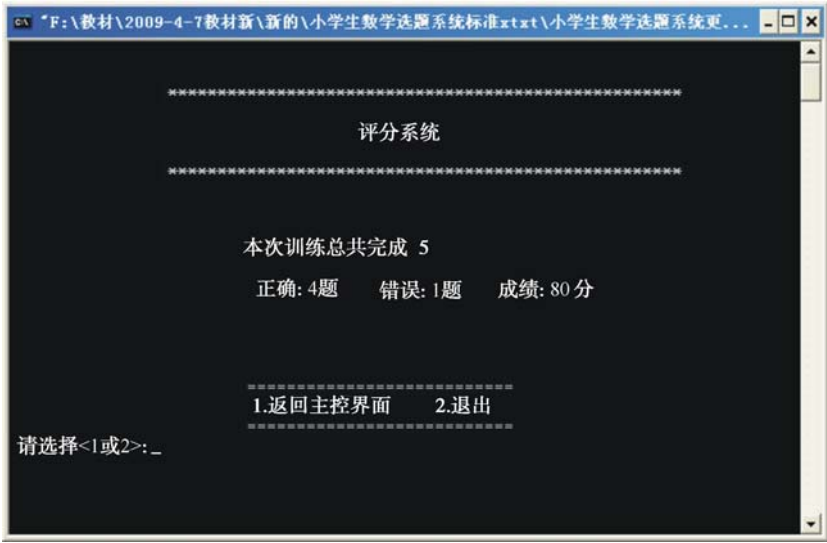 "F:\教材\2009-4-7教材新\新的\小学生数学选题系统标准xtxt\小学生数学选题系统更...
****************************************************
评分系统
****************************************************
本次训练总共完成 5
正确: 4题 错误: 1题 成绩: 80 分
===========================
1.返回主控界面 2.退出
===========================
请选择<1或2>:_